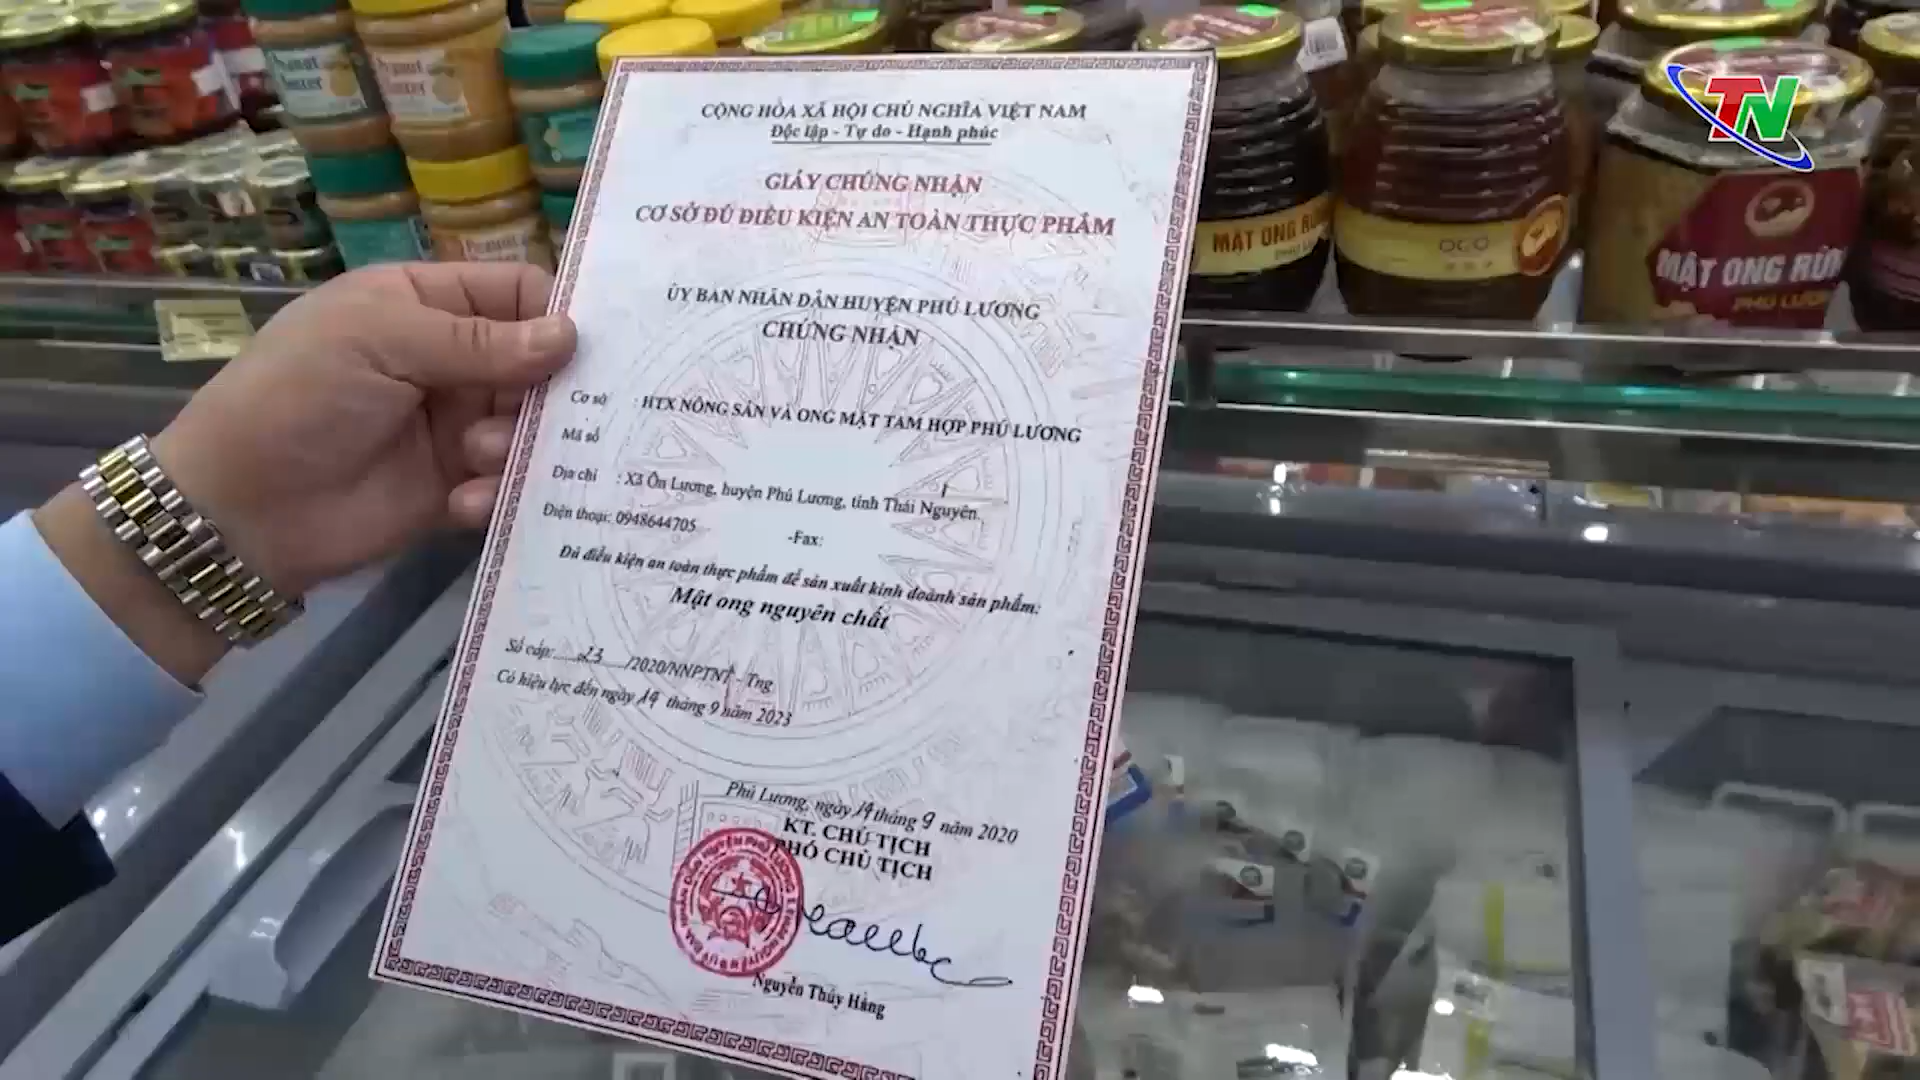 TN
Peanut
Butter
Peanut
MẬT ONG RỪNG
OCOP
MẬT ONG RỪN
PHÚ LƯƠ
CỘNG HÒA XÃ HỘI CHỦ NGHĨA VIỆT NAM
Độc lập - Tự do - Hạnh phúc
GIẤY CHỨNG NHẬN
CƠ SỞ ĐỦ ĐIỀU KIỆN AN TOÀN THỰC PHẨM
ỦY BAN NHÂN DÂN HUYỆN PHÚ LƯƠNG
CHỨNG NHẬN
Cơ sở : HTX NÔNG SẢN VÀ ONG MẬT TAM HỢP PHÚ LƯƠNG
Mã số
Địa chỉ : X3 Ôn Lương, huyện Phú Lương, tỉnh Thái Nguyên.
Điện thoại: 0948644705 -Fax:
Đủ điều kiện an toàn thực phẩm để sản xuất kinh doanh sản phẩm:
Mật ong nguyên chất
Số cấp:.....23...../2020/NNPTNT - Tng
Có hiệu lực đến ngày 14 tháng 9 năm 2023
Phú Lương, ngày 14 tháng 9 năm 2020
KT. CHỦ TỊCH
PHÓ CHỦ TỊCH
Nguyễn Thúy Hằng